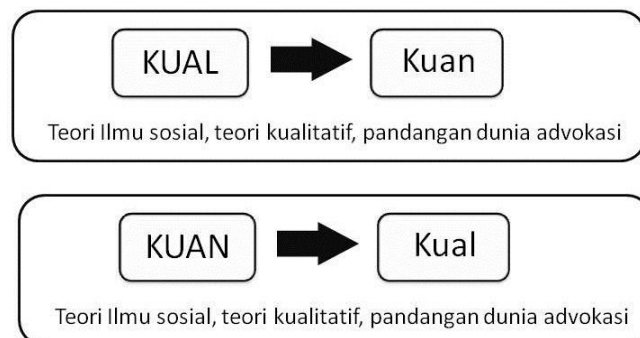 KUAL Kuan
Teori Ilmu sosial, teori kualitatif, pandangan dunia advokasi
KUAN Kual
Teori Ilmu sosial, teori kualitatif, pandangan dunia advokasi